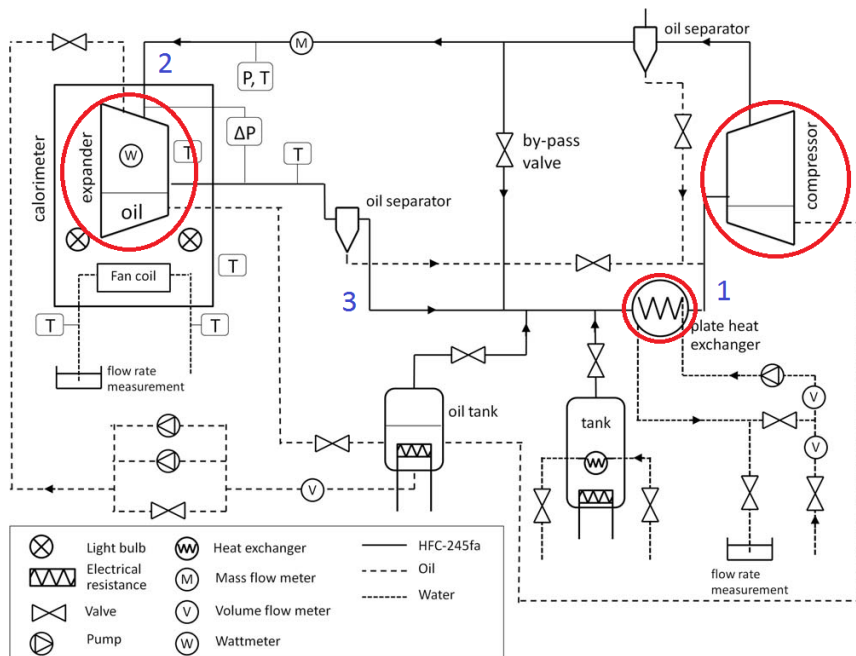 oil separator
2
M
P, T
calorimeter
expander
ΔP
W
T
T
by-pass
valve
compressor
oil
oil separator
T
Fan coil
3
1
T
T
plate heat
exchanger
flow rate
measurement
oil tank
tank
V
V
V
flow rate
measurement
Light bulb
Heat exchanger
HFC-245fa
Electrical
resistance
M
Mass flow meter
Oil
Valve
V
Volume flow meter
Water
Pump
W
Wattmeter